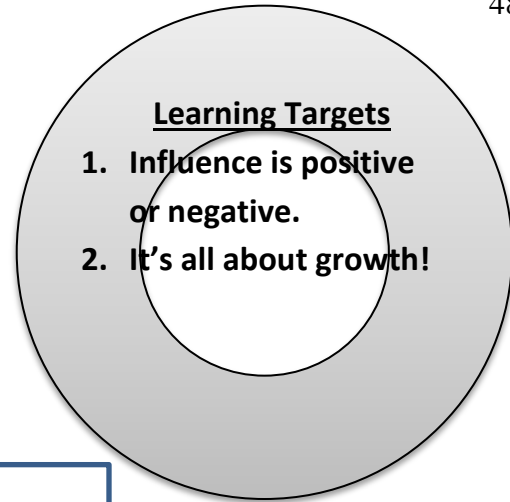 48
Learning Targets
1. Influence is positive
or negative.
2. It's all about growth!